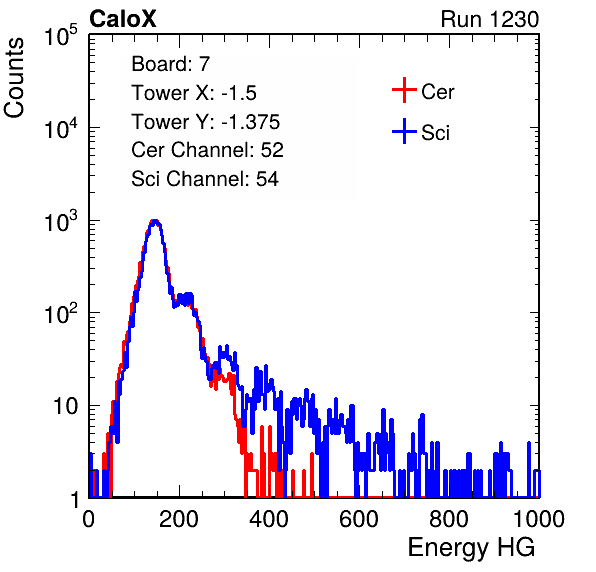 CaloX Run 1230
Counts
10^5
10^4
10^3
10^2
10
1
Board: 7
Tower X: -1.5
Tower Y: -1.375
Cer Channel: 52
Sci Channel: 54
Cer
Sci
0 200 400 600 800 1000
Energy HG